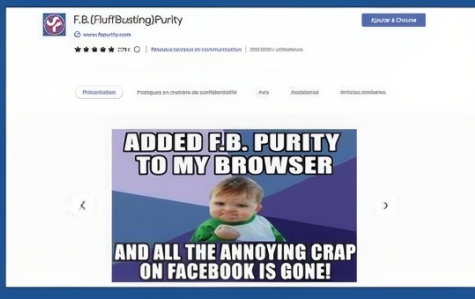 F.B.(FluffBusting)Purity
Ajouter à Chrome
www.fbpurity.com
Réseaux sociaux et communication
utilisateurs
Présentation
Pratiques en matière de confidentialité
Avis
Assistance
Articles similaires
ADDED F.B. PURITY
TO MY BROWSER
AND ALL THE ANNOYING CRAP
ON FACEBOOK IS GONE!